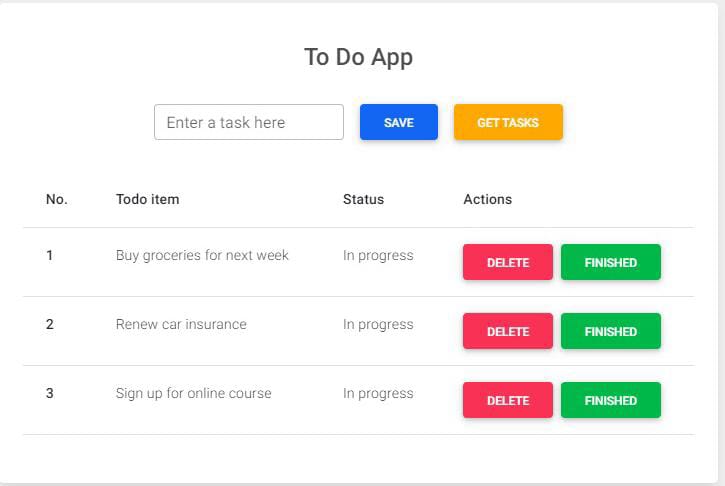 To Do App
Enter a task here SAVE GET TASKS
No. Todo item Status Actions
1 Buy groceries for next week In progress DELETE FINISHED
2 Renew car insurance In progress DELETE FINISHED
3 Sign up for online course In progress DELETE FINISHED